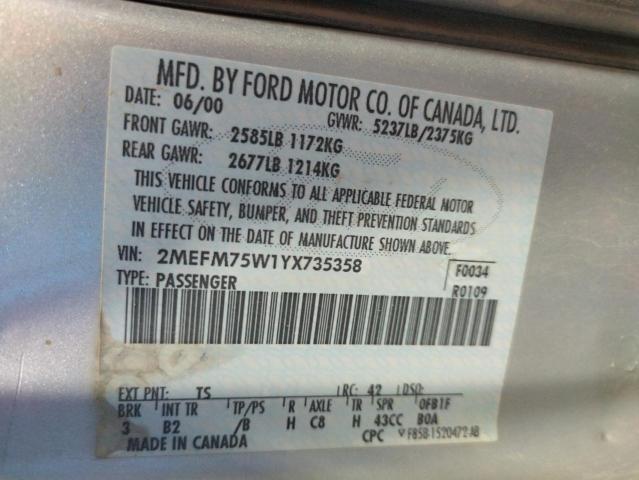 MFD. BY FORD MOTOR CO. OF CANADA, LTD.
DATE: 06/00 GVWR: 5237LB/2375KG
FRONT GAWR: 2585LB 1172KG
REAR GAWR: 2677LB 1214KG
THIS VEHICLE CONFORMS TO ALL APPLICABLE FEDERAL MOTOR
VEHICLE SAFETY, BUMPER, AND THEFT PREVENTION STANDARDS
IN EFFECT ON THE DATE OF MANUFACTURE SHOWN ABOVE.
VIN: 2MEFM75W1YX735358 F0034
TYPE: PASSENGER R0109
EXT PNT: TS RC: 42 DSO:
BRK INT TR TP/PS R AXLE TR SPR 0FB1F
3 B2 /B H C8 H 43CC B0A
MADE IN CANADA CPC F85B-1520472-AB